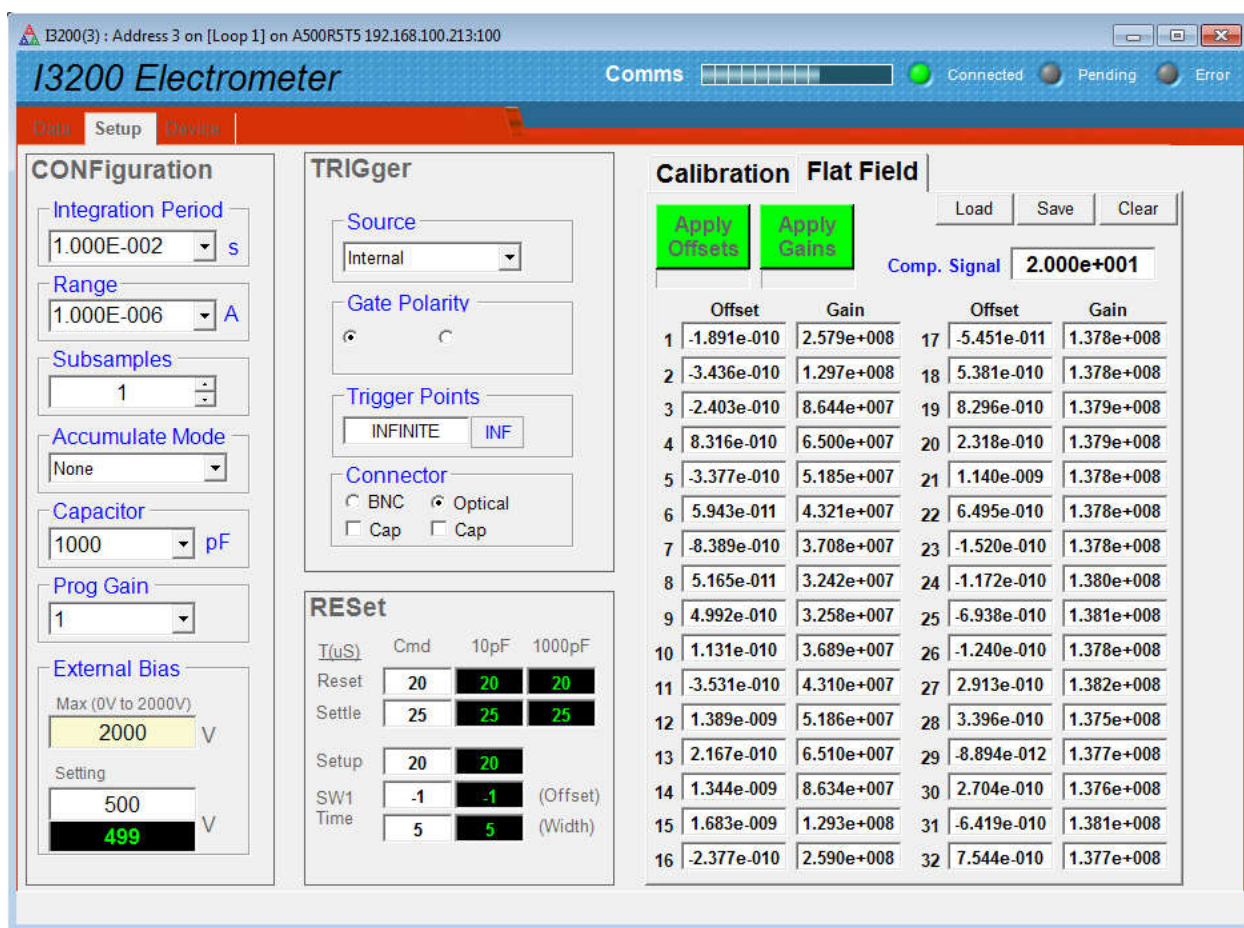 I3200(3) : Address 3 on [Loop 1] on A500R5T5 192.168.100.213:100
I3200 Electrometer
Comms Connected Pending Error
Data Setup Device
CONFiguration
Integration Period
1.000E-002 s
Range
1.000E-006 A
Subsamples
1
Accumulate Mode
None
Capacitor
1000 pF
Prog Gain
1
External Bias
Max (0V to 2000V)
2000 V
Setting
500
499 V
TRIGger
Source
Internal
Gate Polarity
Trigger Points
INFINITE INF
Connector
BNC Optical
Cap Cap
RESet
T(uS) Cmd 10pF 1000pF
Reset 20 20 20
Settle 25 25 25
Setup 20 20
SW1 -1 -1 (Offset)
Time 5 5 (Width)
Calibration Flat Field
Load Save Clear
Apply Offsets
Apply Gains
Comp. Signal 2.000e+001
Offset Gain Offset Gain
1 -1.891e-010 2.579e+008 17 -5.451e-011 1.378e+008
2 -3.436e-010 1.297e+008 18 5.381e-010 1.378e+008
3 -2.403e-010 8.644e+007 19 8.296e-010 1.379e+008
4 8.316e-010 6.500e+007 20 2.318e-010 1.379e+008
5 -3.377e-010 5.185e+007 21 1.140e-009 1.378e+008
6 5.943e-011 4.321e+007 22 6.495e-010 1.378e+008
7 -8.389e-010 3.708e+007 23 -1.520e-010 1.378e+008
8 5.165e-011 3.242e+007 24 -1.172e-010 1.380e+008
9 4.992e-010 3.258e+007 25 -6.938e-010 1.381e+008
10 1.131e-010 3.689e+007 26 -1.240e-010 1.378e+008
11 -3.531e-010 4.310e+007 27 2.913e-010 1.382e+008
12 1.389e-009 5.186e+007 28 3.396e-010 1.375e+008
13 2.167e-010 6.510e+007 29 -8.894e-012 1.377e+008
14 1.344e-009 8.634e+007 30 2.704e-010 1.376e+008
15 1.683e-009 1.293e+008 31 -6.419e-010 1.381e+008
16 -2.377e-010 2.590e+008 32 7.544e-010 1.377e+008